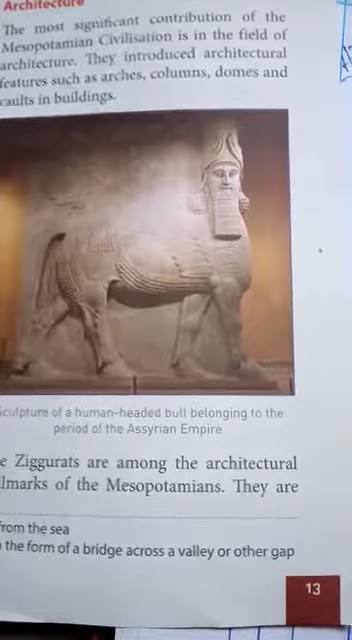 Architecture
The most significant contribution of the
Mesopotamian Civilisation is in the field of
architecture. They introduced architectural
features such as arches, columns, domes and
vaults in buildings.
Sculpture of a human-headed bull belonging to the
period of the Assyrian Empire
e Ziggurats are among the architectural
llmarks of the Mesopotamians. They are
from the sea
the form of a bridge across a valley or other gap
13